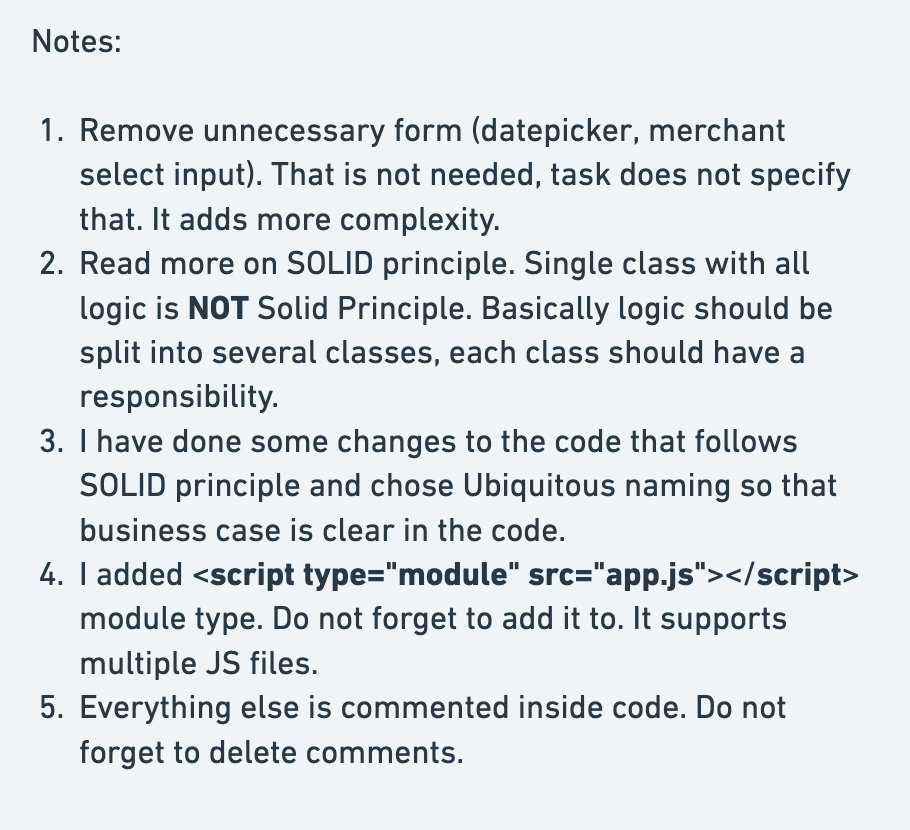 Notes:
1. Remove unnecessary form (datepicker, merchant
select input). That is not needed, task does not specify
that. It adds more complexity.
2. Read more on SOLID principle. Single class with all
logic is NOT Solid Principle. Basically logic should be
split into several classes, each class should have a
responsibility.
3. I have done some changes to the code that follows
SOLID principle and chose Ubiquitous naming so that
business case is clear in the code.
4. I added <script type="module" src="app.js"></script>
module type. Do not forget to add it to. It supports
multiple JS files.
5. Everything else is commented inside code. Do not
forget to delete comments.